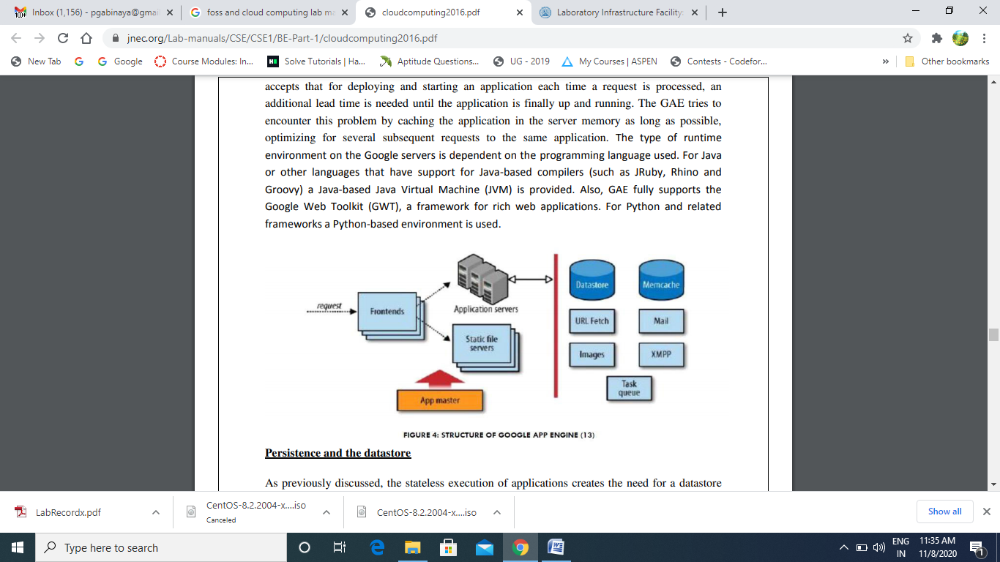 Inbox (1,156) - pgabinaya@gmai
foss and cloud computing lab ma
cloudcomputing2016.pdf
Laboratory Infrastructure Facility:
jnec.org/Lab-manuals/CSE/CSE1/BE-Part-1/cloudcomputing2016.pdf
New Tab
Google
Course Modules: In...
Solve Tutorials | Ha...
Aptitude Questions...
UG - 2019
My Courses | ASPEN
Contests - Codefor...
»
Other bookmarks
accepts that for deploying and starting an application each time a request is processed, an
additional lead time is needed until the application is finally up and running. The GAE tries to
encounter this problem by caching the application in the server memory as long as possible,
optimizing for several subsequent requests to the same application. The type of runtime
environment on the Google servers is dependent on the programming language used. For Java
or other languages that have support for Java-based compilers (such as JRuby, Rhino and
Groovy) a Java-based Java Virtual Machine (JVM) is provided. Also, GAE fully supports the
Google Web Toolkit (GWT), a framework for rich web applications. For Python and related
frameworks a Python-based environment is used.
request
Frontends
Application servers
Static file
servers
App master
Datastore
Memcache
URL Fetch
Mail
Images
XMPP
Task
queue
FIGURE 4: STRUCTURE OF GOOGLE APP ENGINE (13)
Persistence and the datastore
As previously discussed, the stateless execution of applications creates the need for a datastore
LabRecordx.pdf
CentOS-8.2.2004-x....iso
Canceled
CentOS-8.2.2004-x....iso
Show all
Type here to search
ENG
IN
11:35 AM
11/8/2020
1